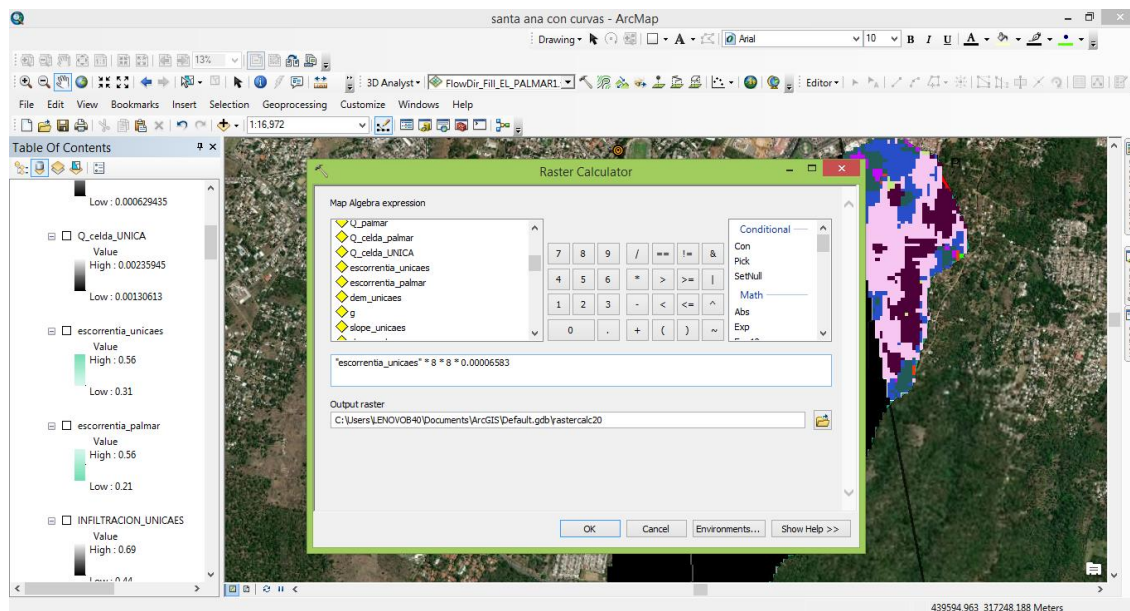 santa ana con curvas - ArcMap
Drawing A Arial 10 B I U A
13%
3D Analyst FlowDir_Fill_EL_PALMAR1. Editor
File Edit View Bookmarks Insert Selection Geoprocessing Customize Windows Help
1:16,972
Table Of Contents
Low : 0.000629435
Q_celda_UNICA
Value
High : 0.00235945
Low : 0.00130613
escorrentia_unicaes
Value
High : 0.56
Low : 0.31
escorrentia_palmar
Value
High : 0.56
Low : 0.21
INFILTRACION_UNICAES
Value
High : 0.69
Low : 0.44
Raster Calculator
Map Algebra expression
Q_palmar
Q_celda_palmar
Q_celda_UNICA
escorrentia_unicaes
escorrentia_palmar
dem_unicaes
g
slope_unicaes
7 8 9 / == != &
4 5 6 * > >= |
1 2 3 - < <= ^
0 . + ( ) ~
Conditional
Con
Pick
SetNull
Math
Abs
Exp
"escorrentia_unicaes" * 8 * 8 * 0.00006583
Output raster
C:\Users\LENOVOB40\Documents\ArcGIS\Default.gdb\rastercalc20
OK Cancel Environments... Show Help >>
439594.963 317248.188 Meters